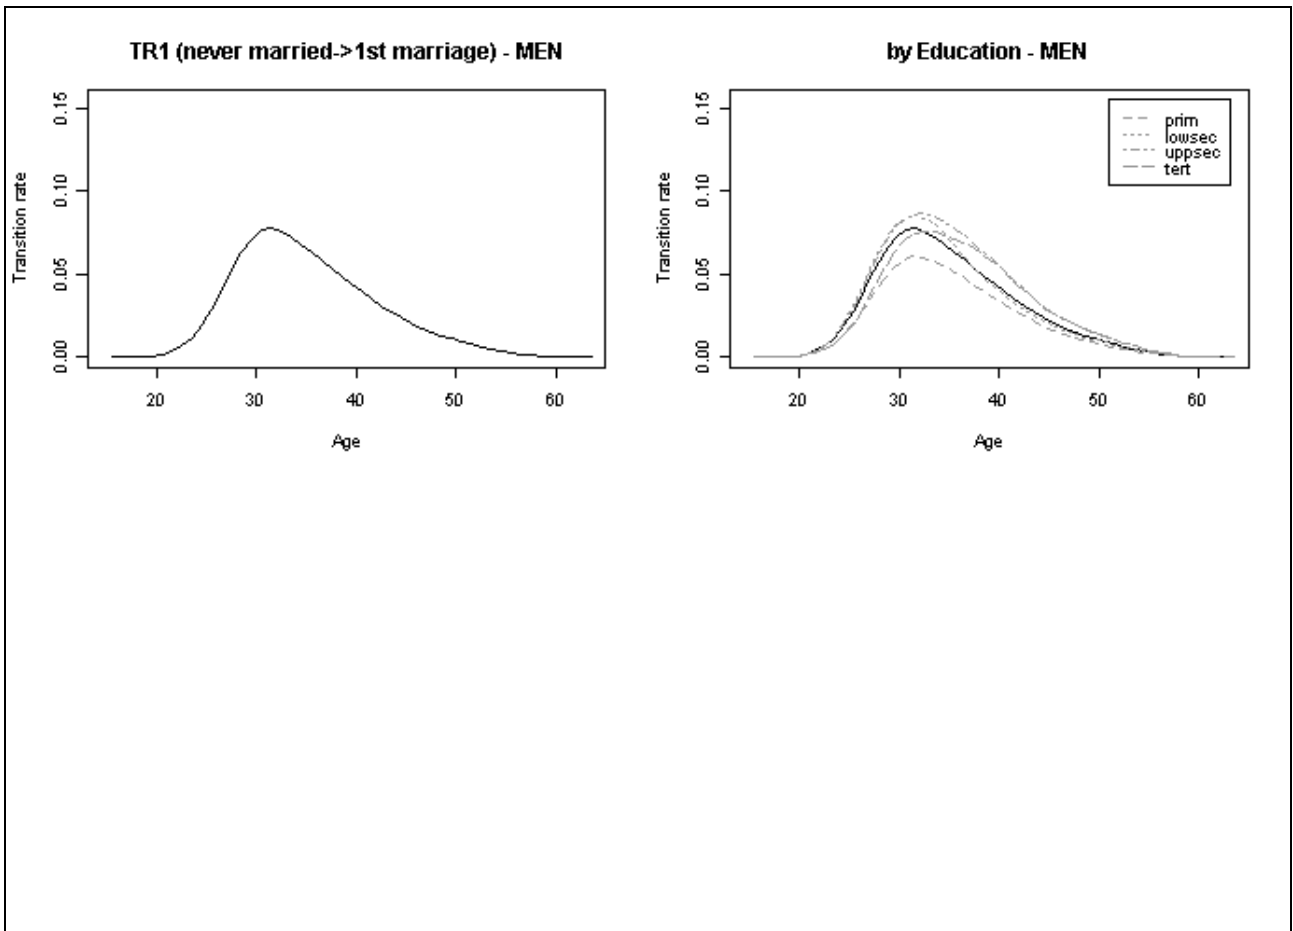 TR1 (never married->1st marriage) - MEN
Transition rate
0.00 0.05 0.10 0.15
20 30 40 50 60
Age
by Education - MEN
Transition rate
0.00 0.05 0.10 0.15
prim
lowsec
uppsec
tert
20 30 40 50 60
Age